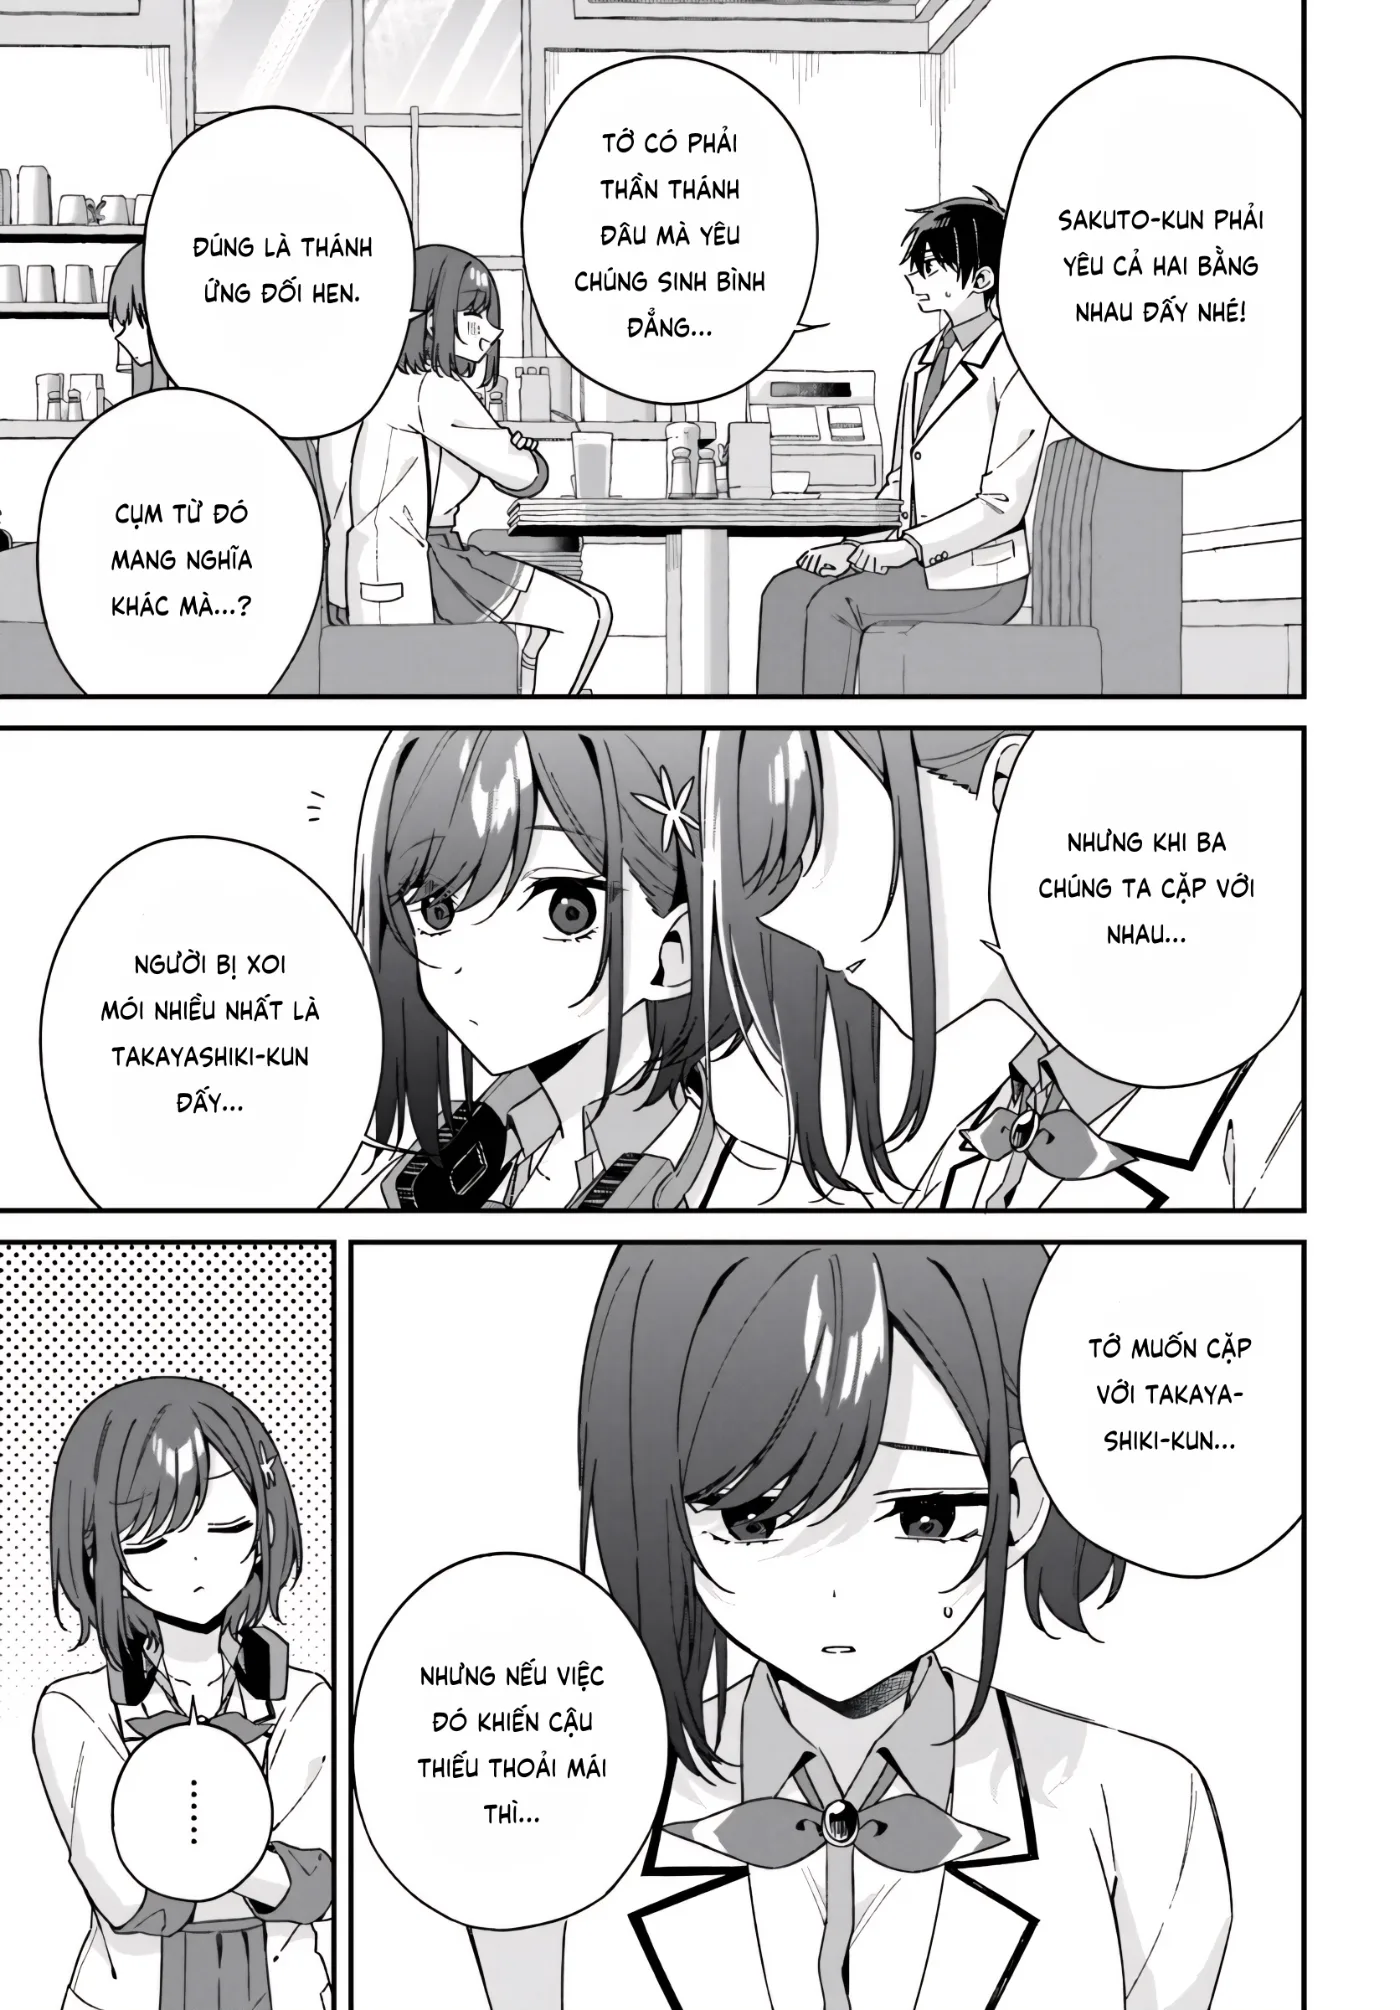 SAKUTO-KUN PHẢI
YÊU CẢ HAI BẰNG
NHAU ĐẤY NHÉ!
TỚ CÓ PHẢI
THẦN THÁNH
ĐÂU MÀ YÊU
CHÚNG SINH BÌNH
ĐẲNG...
ĐÚNG LÀ THÁNH
ỨNG ĐỐI HEN.
CỤM TỪ ĐÓ
MANG NGHĨA
KHÁC MÀ...?
NHƯNG KHI BA
CHÚNG TA CẶP VỚI
NHAU...
NGƯỜI BỊ XOI
MÓI NHIỀU NHẤT LÀ
TAKAYASHIKI-KUN
ĐẤY...
TỚ MUỐN CẶP
VỚI TAKAYA-
SHIKI-KUN...
NHƯNG NẾU VIỆC
ĐÓ KHIẾN CẬU
THIẾU THOẢI MÁI
THÌ...
......